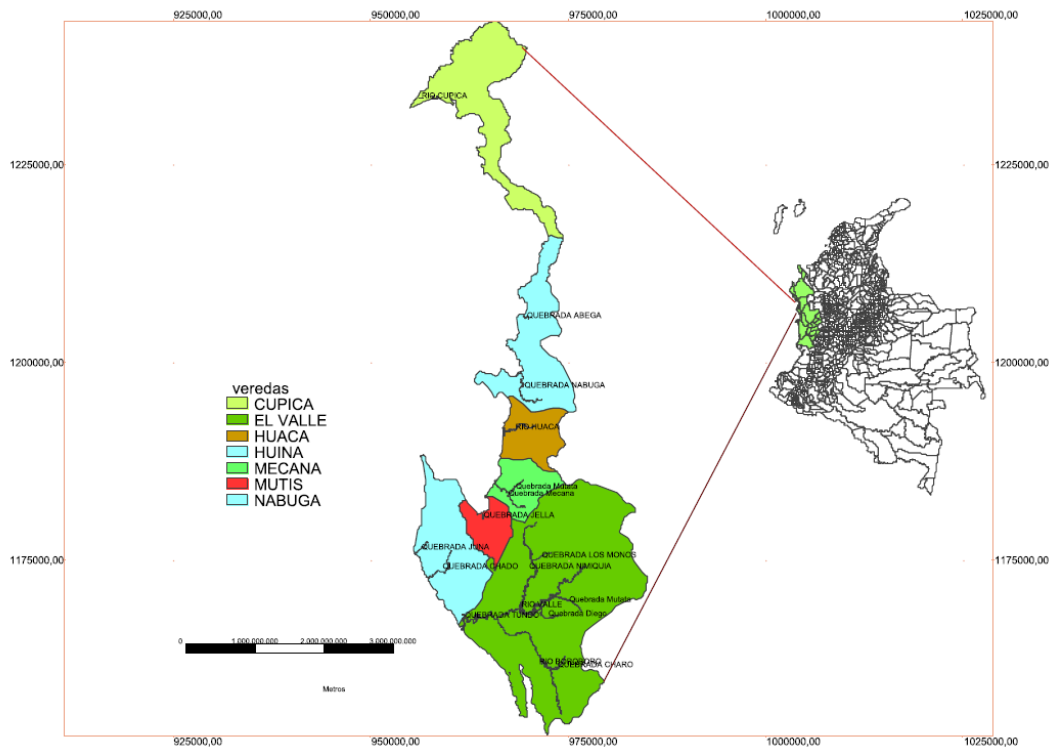 925000,00 950000,00 975000,00 1000000,00 1025000,00
RIO CUPICA
1225000,00 1225000,00
QUEBRADA ABEGA
1200000,00 1200000,00
QUEBRADA NABUGA
veredas
CUPICA
EL VALLE
HUACA
HUINA
MECANA
MUTIS
NABUGA
RIO HUACA
Quebrada Mutata
Quebrada Mecana
QUEBRADA JELLA
QUEBRADA JUNA
QUEBRADA LOS MONOS
1175000,00 1175000,00
QUEBRADA CHADO
QUEBRADA NIMIQUIA
Quebrada Mutata
RIO VALLE
QUEBRADA TUNDO
Quebrada Diego
0 1.000.000.000 2.000.000.000 3.000.000.000
QUEBRADA CHARO
Metros
925000,00 950000,00 975000,00 1000000,00 1025000,00